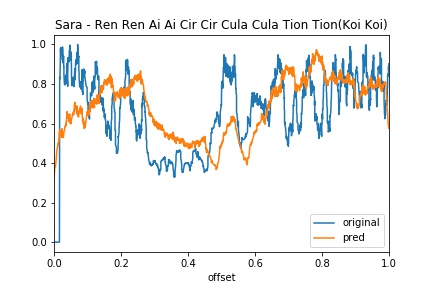 Sara - Ren Ren Ai Ai Cir Cir Cula Cula Tion Tion(Koi Koi)
1.0
0.8
0.6
0.4
0.2
0.0
original
pred
0.0 0.2 0.4 0.6 0.8 1.0
offset